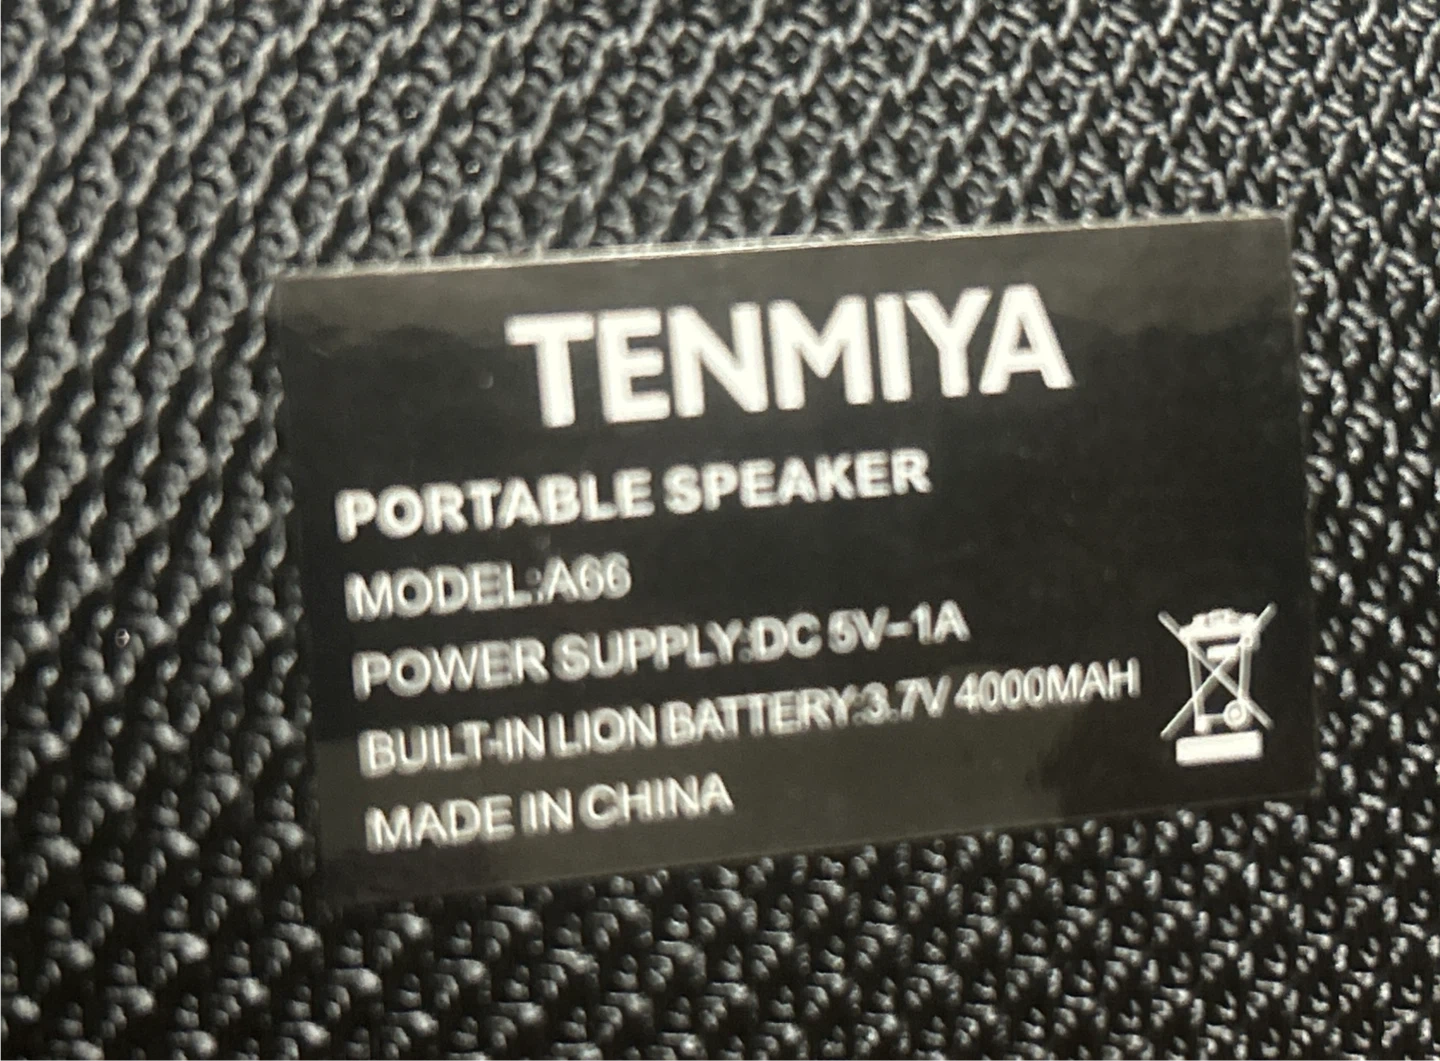 TENMIYA
PORTABLE SPEAKER
MODEL:A66
POWER SUPPLY:DC 5V-1A
BUILT-IN LION BATTERY:3.7V 4000MAH
MADE IN CHINA